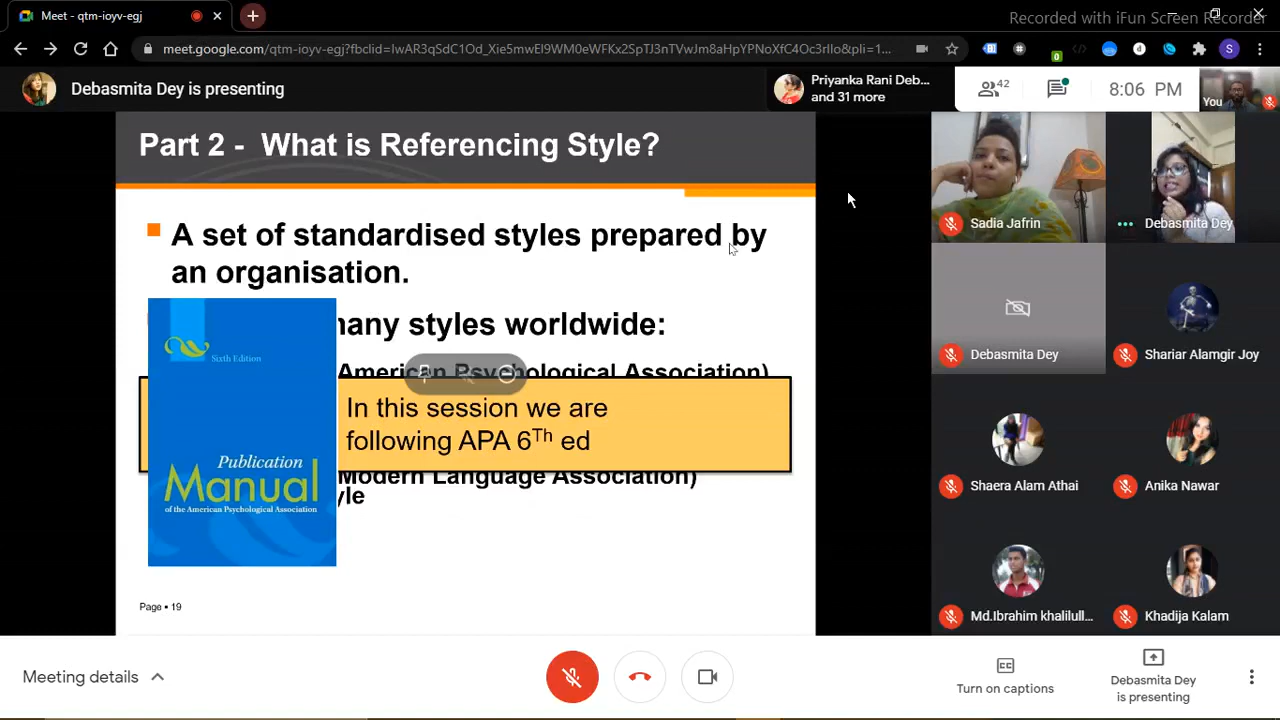 Meet - qtm-ioyv-egj
Recorded with iFun Screen Recorder
meet.google.com/qtm-ioyv-egj?fbclid=IwAR3qSdC1Od_Xie5mwEI9WM0eWFKx2SpTJ3nTVwJm8aHpYPNoXfC4Oc3rIIo&pli=1...
0
S
Debasmita Dey is presenting
Priyanka Rani Deb...
and 31 more
42
8:06 PM
You
Part 2 - What is Referencing Style?
A set of standardised styles prepared by
an organisation.
many styles worldwide:
American Psychological Association)
In this session we are
following APA 6Th ed
Modern Language Association)
yle
Sixth Edition
Publication
Manual
of the American Psychological Association
Page • 19
Sadia Jafrin
Debasmita Dey
Debasmita Dey
Shariar Alamgir Joy
Shaera Alam Athai
Anika Nawar
Md.Ibrahim khalilull...
Khadija Kalam
Meeting details
Turn on captions
Debasmita Dey
is presenting